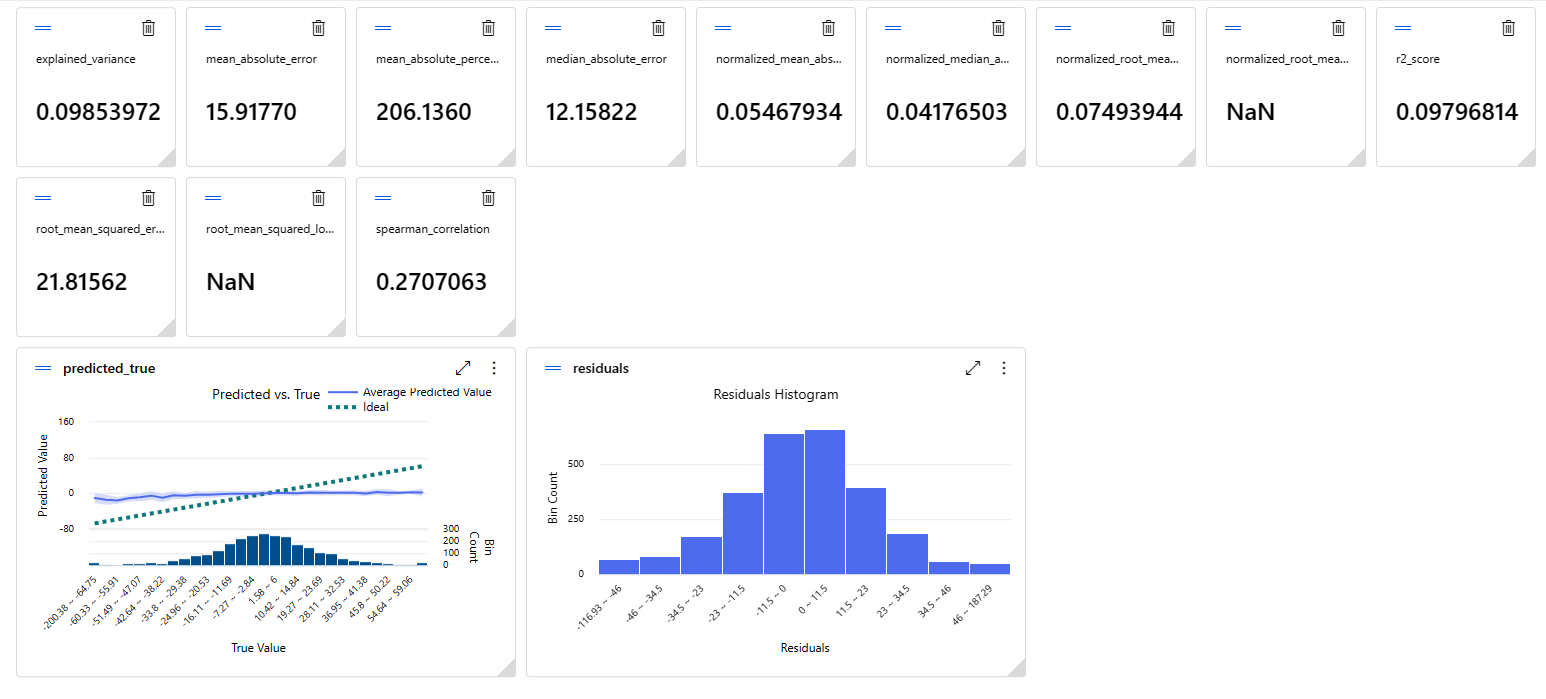 explained_variance
0.09853972
mean_absolute_error
15.91770
mean_absolute_perce...
206.1360
median_absolute_error
12.15822
normalized_mean_abs...
0.05467934
normalized_median_a...
0.04176503
normalized_root_mea...
0.07493944
normalized_root_mea...
NaN
r2_score
0.09796814
root_mean_squared_er...
21.81562
root_mean_squared_lo...
NaN
spearman_correlation
0.2707063
predicted_true
Predicted vs. True
Average Predicted Value
Ideal
Predicted Value
160
80
0
-80
300
200
100
0
Bin
Count
-200.38 ~ -64.75
-60.33 ~ -55.91
-51.49 ~ -47.07
-42.64 ~ -38.22
-33.8 ~ -29.38
-24.96 ~ -20.53
-16.11 ~ -11.69
-7.27 ~ -2.84
1.58 ~ 6
10.42 ~ 14.84
19.27 ~ 23.69
28.11 ~ 32.53
36.95 ~ 41.38
45.8 ~ 50.22
54.64 ~ 59.06
True Value
residuals
Residuals Histogram
Bin Count
500
250
0
-116.93 ~ -46
-46 ~ -34.5
-34.5 ~ -23
-23 ~ -11.5
-11.5 ~ 0
0 ~ 11.5
11.5 ~ 23
23 ~ 34.5
34.5 ~ 46
46 ~ 187.29
Residuals